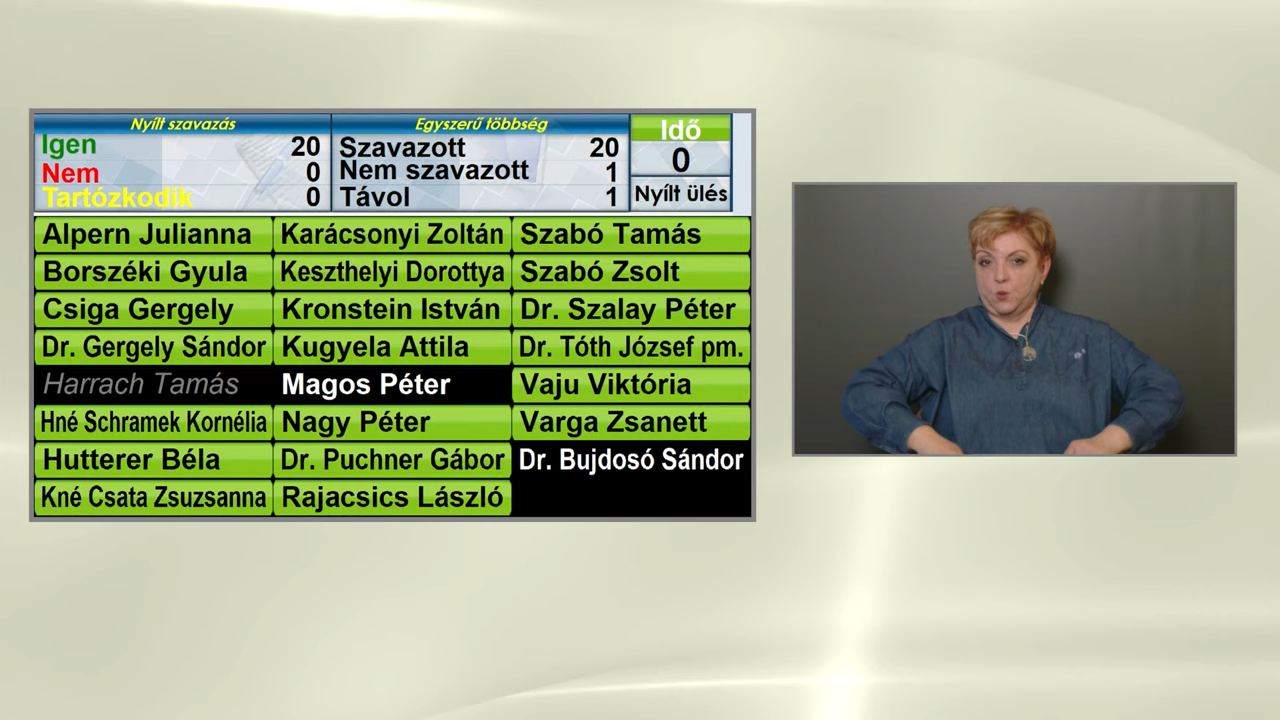 Nyílt szavazás
Igen 20
Nem 0
Tartózkodik 0
Egyszerű többség
Szavazott 20
Nem szavazott 1
Távol 1
Idő
0
Nyílt ülés
Alpern Julianna Karácsonyi Zoltán Szabó Tamás
Borszéki Gyula Keszthelyi Dorottya Szabó Zsolt
Csiga Gergely Kronstein István Dr. Szalay Péter
Dr. Gergely Sándor Kugyela Attila Dr. Tóth József pm.
Harrach Tamás Magos Péter Vaju Viktória
Hné Schramek Kornélia Nagy Péter Varga Zsanett
Hutterer Béla Dr. Puchner Gábor Dr. Bujdosó Sándor
Kné Csata Zsuzsanna Rajacsics László